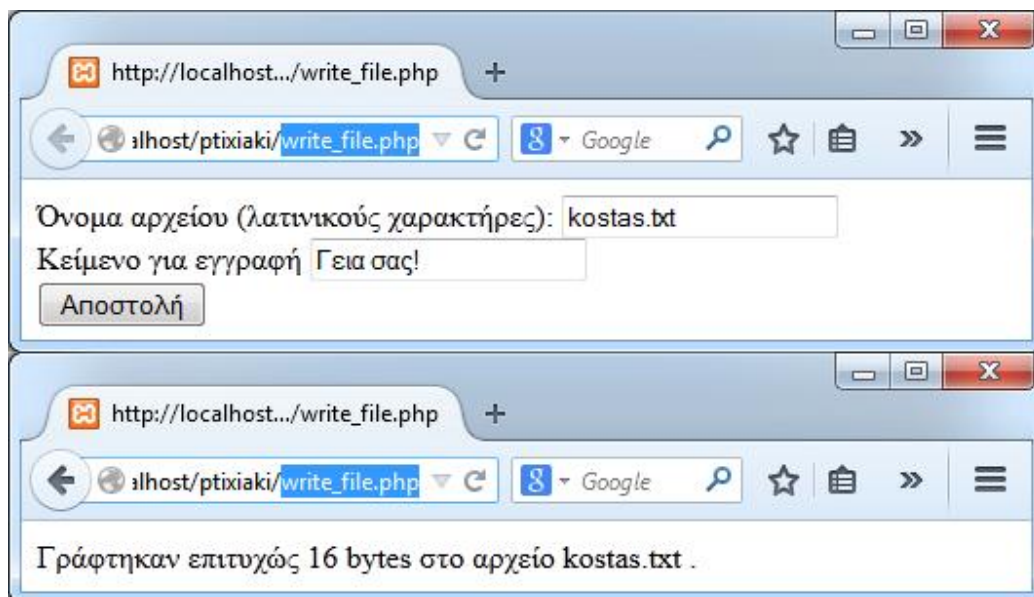 http://localhost.../write_file.php
alhost/ptixiaki/write_file.php Google
Όνομα αρχείου (λατινικούς χαρακτήρες): kostas.txt
Κείμενο για εγγραφή Γεια σας!
Αποστολή
http://localhost.../write_file.php
alhost/ptixiaki/write_file.php Google
Γράφτηκαν επιτυχώς 16 bytes στο αρχείο kostas.txt .